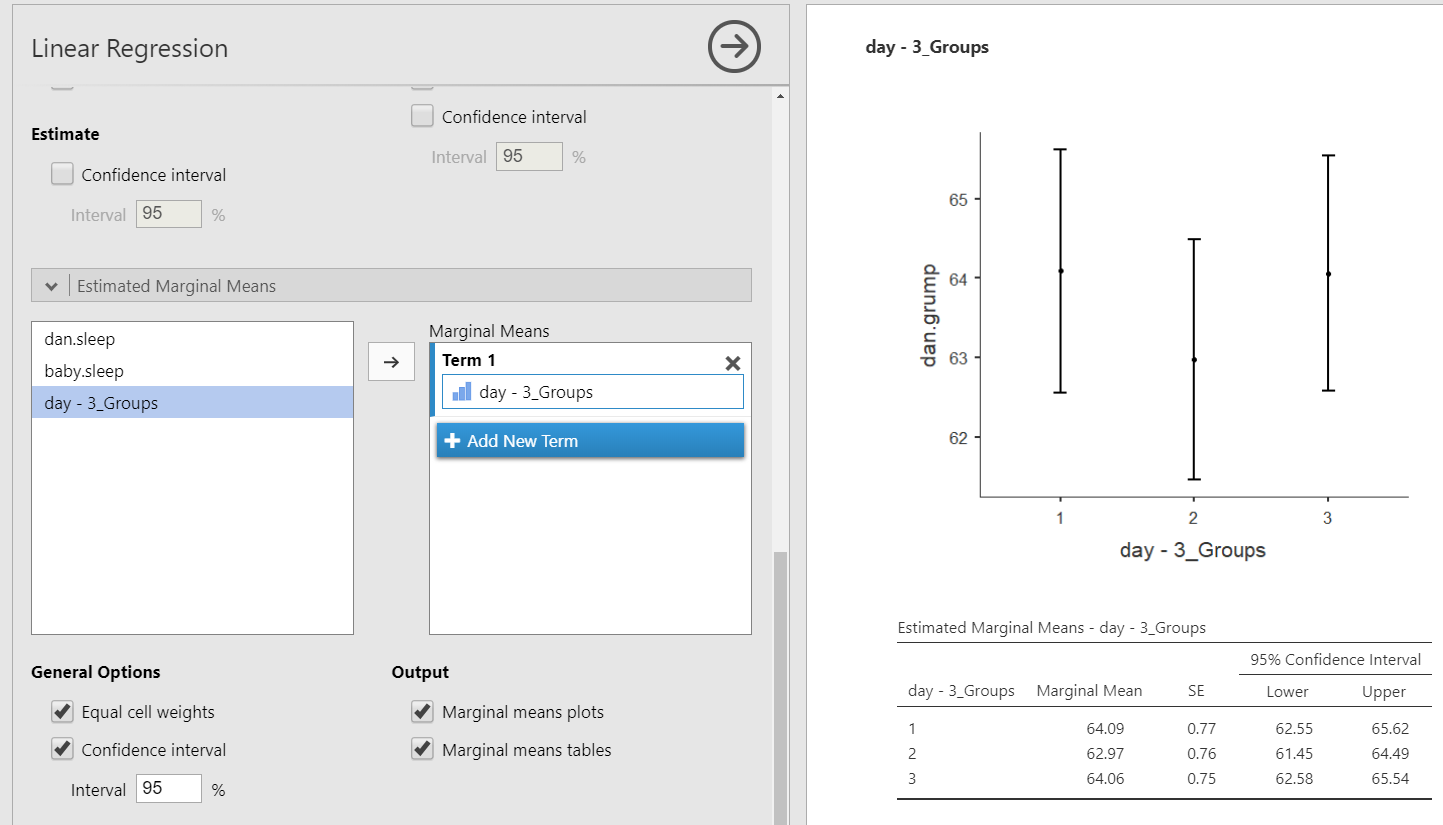 Linear Regression
Confidence interval
Interval 95 %
Estimate
Confidence interval
Interval 95 %
Estimated Marginal Means
dan.sleep
baby.sleep
day - 3_Groups
Marginal Means
Term 1
day - 3_Groups
Add New Term
General Options
Equal cell weights
Confidence interval
Interval 95 %
Output
Marginal means plots
Marginal means tables
day - 3_Groups
65
64
63
62
dan.grump
1 2 3
day - 3_Groups
Estimated Marginal Means - day - 3_Groups
95% Confidence Interval
day - 3_Groups Marginal Mean SE Lower Upper
1 64.09 0.77 62.55 65.62
2 62.97 0.76 61.45 64.49
3 64.06 0.75 62.58 65.54